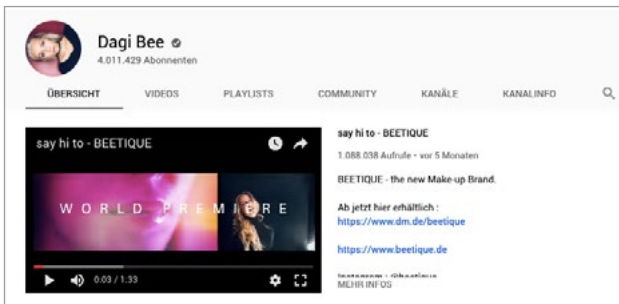 Dagi Bee
4.011.429 Abonnenten
ÜBERSICHT VIDEOS PLAYLISTS COMMUNITY KANÄLE KANALINFO
say hi to - BEETIQUE
WORLD PREMIERE
0:03 / 1:33
say hi to - BEETIQUE
1.088.038 Aufrufe • vor 5 Monaten
BEETIQUE - the new Make-up Brand.
Ab jetzt hier erhältlich :
https://www.dm.de/beetique
https://www.beetique.de
MEHR INFOS